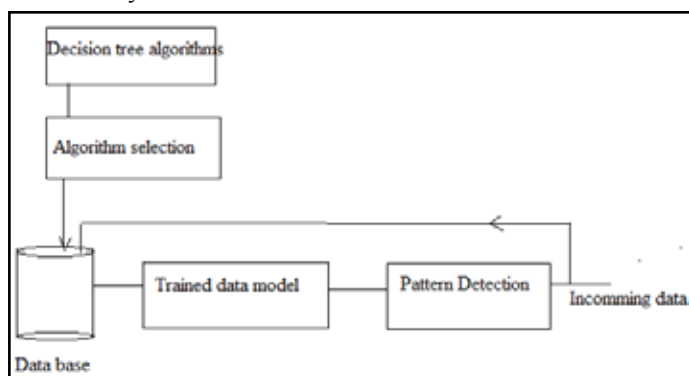 Decision tree algorithms
Algorithm selection
Trained data model
Pattern Detection
Incomming data
Data base